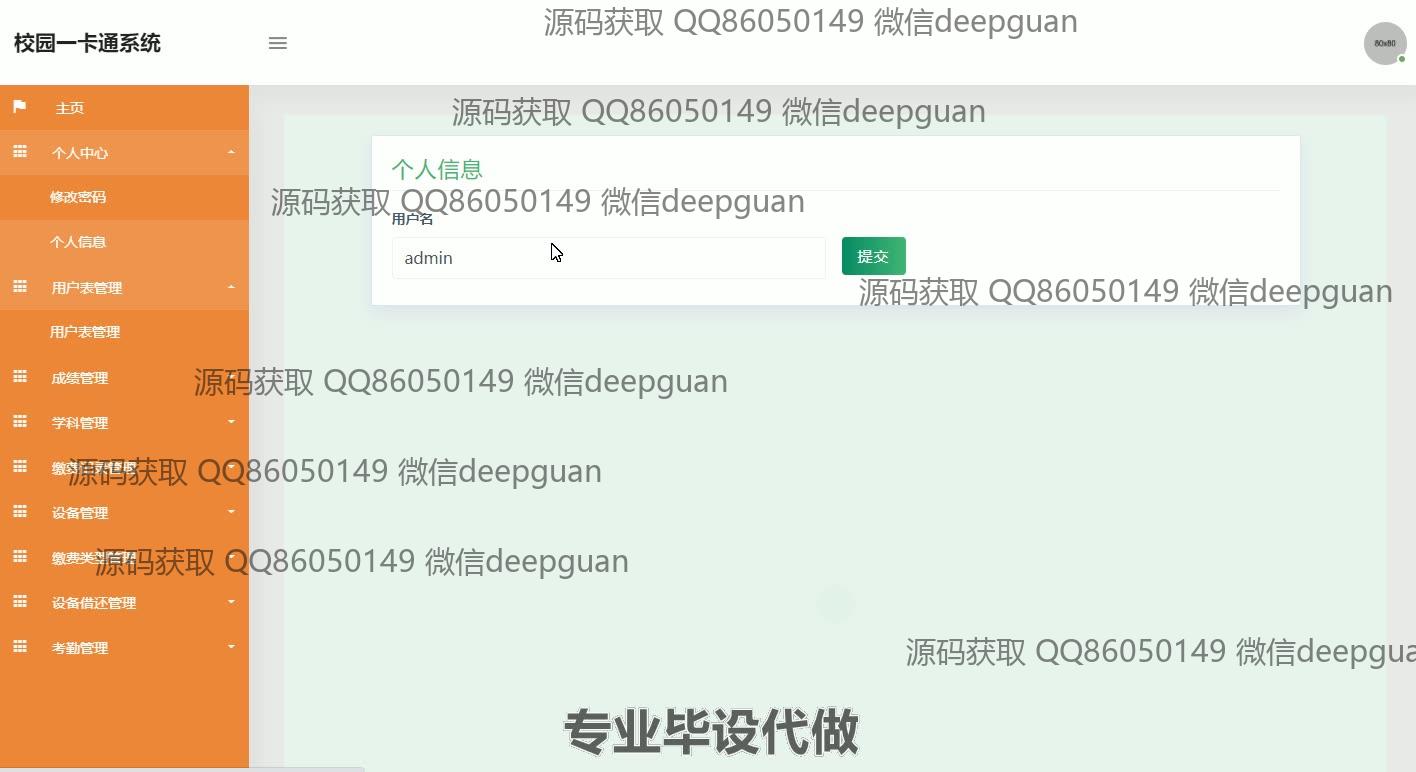 源码获取 QQ86050149 微信deepguan
校园一卡通系统
80x80
主页
源码获取 QQ86050149 微信deepguan
个人中心
个人信息
修改密码
源码获取 QQ86050149 微信deepguan
用户名
个人信息
admin
提交
用户表管理
源码获取 QQ86050149 微信deepguan
用户表管理
成绩管理
源码获取 QQ86050149 微信deepguan
学科管理
源码获取 QQ86050149 微信deepguan
设备管理
缴费类型管理
源码获取 QQ86050149 微信deepguan
设备借还管理
考勤管理
源码获取 QQ86050149 微信deepgua
专业毕设代做